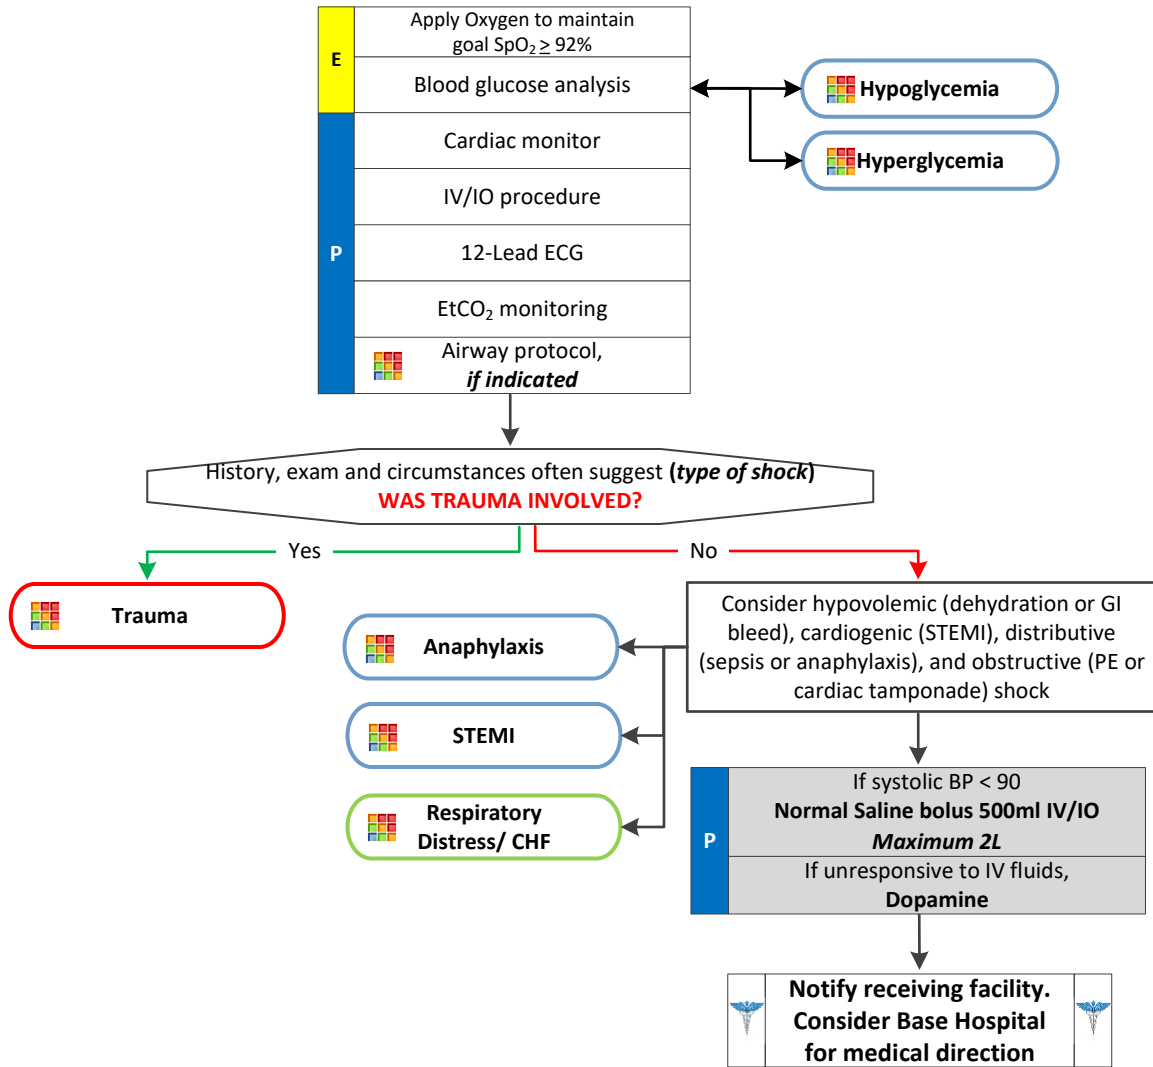 Apply Oxygen to maintain
goal SpO₂ ≥ 92%
E
Blood glucose analysis
Hypoglycemia
Hyperglycemia
Cardiac monitor
IV/IO procedure
P
12-Lead ECG
EtCO₂ monitoring
Airway protocol,
if indicated
History, exam and circumstances often suggest (type of shock)
WAS TRAUMA INVOLVED?
Yes
No
Trauma
Anaphylaxis
STEMI
Respiratory
Distress/ CHF
Consider hypovolemic (dehydration or GI
bleed), cardiogenic (STEMI), distributive
(sepsis or anaphylaxis), and obstructive (PE or
cardiac tamponade) shock
P
If systolic BP < 90
Normal Saline bolus 500ml IV/IO
Maximum 2L
If unresponsive to IV fluids,
Dopamine
Notify receiving facility.
Consider Base Hospital
for medical direction